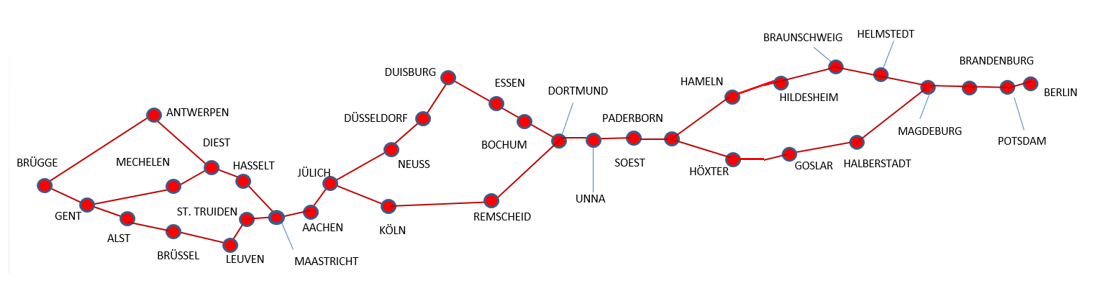 BRÜGGE
ANTWERPEN
MECHELEN
DIEST
HASSELT
GENT
ALST
BRÜSSEL
ST. TRUIDEN
LEUVEN
MAASTRICHT
AACHEN
JÜLICH
NEUSS
DÜSSELDORF
DUISBURG
ESSEN
BOCHUM
KÖLN
REMSCHEID
DORTMUND
UNNA
SOEST
PADERBORN
HAMELN
HILDESHEIM
BRAUNSCHWEIG
HELMSTEDT
HÖXTER
GOSLAR
HALBERSTADT
MAGDEBURG
BRANDENBURG
POTSDAM
BERLIN